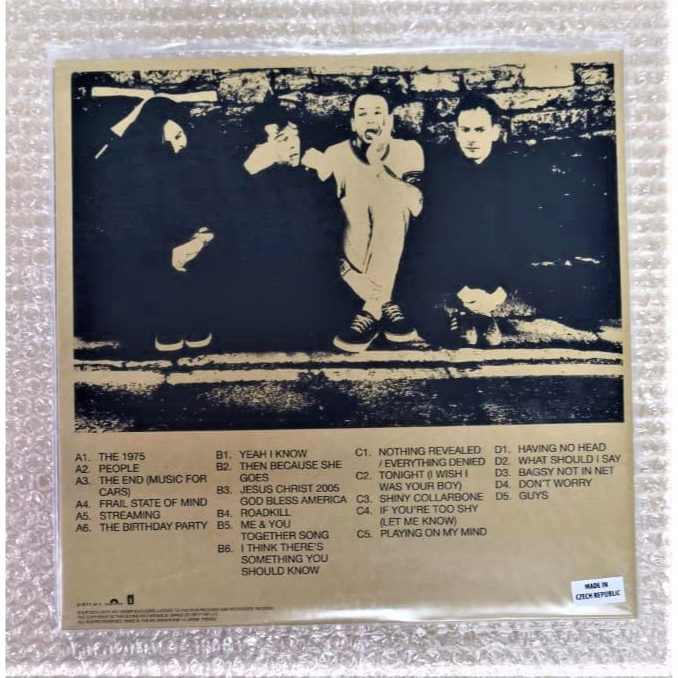 A1. THE 1975
A2. PEOPLE
A3. THE END (MUSIC FOR
CARS)
A4. FRAIL STATE OF MIND
A5. STREAMING
A6. THE BIRTHDAY PARTY
B1. YEAH I KNOW
B2. THEN BECAUSE SHE
GOES
B3. JESUS CHRIST 2005
GOD BLESS AMERICA
B4. ROADKILL
B5. ME & YOU
TOGETHER SONG
B6. I THINK THERE'S
SOMETHING YOU
SHOULD KNOW
C1. NOTHING REVEALED
/ EVERYTHING DENIED
C2. TONIGHT (I WISH I
WAS YOUR BOY)
C3. SHINY COLLARBONE
C4. IF YOU'RE TOO SHY
(LET ME KNOW)
C5. PLAYING ON MY MIND
D1. HAVING NO HEAD
D2. WHAT SHOULD I SAY
D3. BAGSY NOT IN NET
D4. DON'T WORRY
D5. GUYS
MADE IN
CZECH REPUBLIC